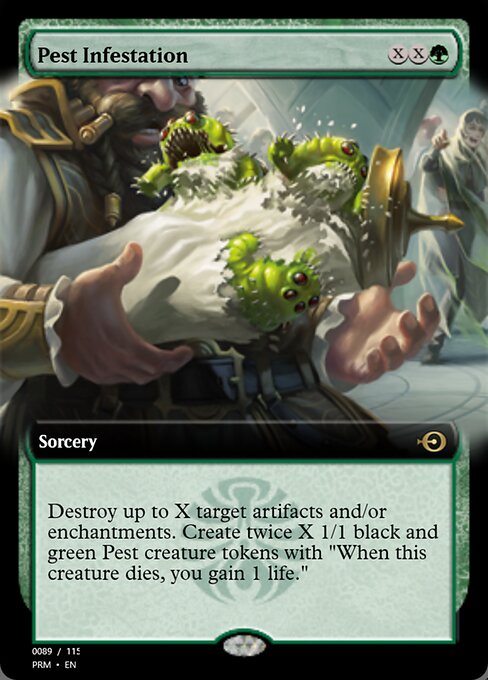 Pest Infestation
X X
Sorcery
Destroy up to X target artifacts and/or
enchantments. Create twice X 1/1 black and
green Pest creature tokens with "When this
creature dies, you gain 1 life."
0089 / 115
PRM • EN